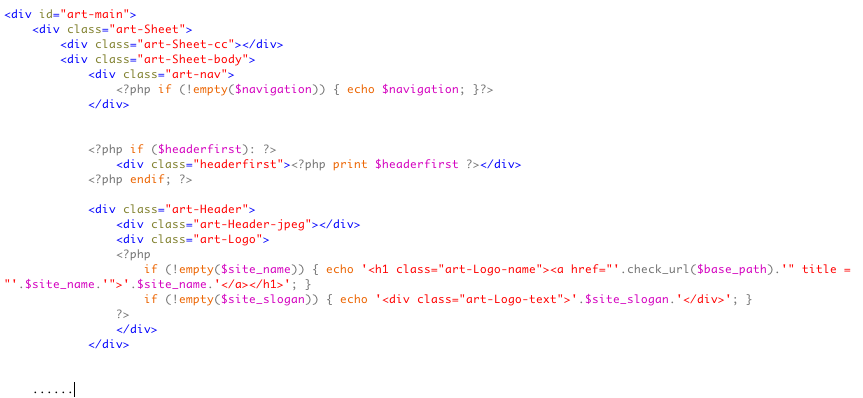 <div id="art-main">
    <div class="art-Sheet">
        <div class="art-Sheet-cc"></div>
        <div class="art-Sheet-body">
            <div class="art-nav">
                <?php if (!empty($navigation)) { echo $navigation; }?>
            </div>


            <?php if ($headerfirst): ?>
                <div class="headerfirst"><?php print $headerfirst ?></div>
            <?php endif; ?>

            <div class="art-Header">
                <div class="art-Header-jpeg"></div>
                <div class="art-Logo">
                <?php
                    if (!empty($site_name)) { echo '<h1 class="art-Logo-name"><a href="'.check_url($base_path).'" title =
"'.$site_name.'">'.$site_name.'</a></h1>'; }
                    if (!empty($site_slogan)) { echo '<div class="art-Logo-text">'.$site_slogan.'</div>'; }
                ?>
                </div>
            </div>


    ......